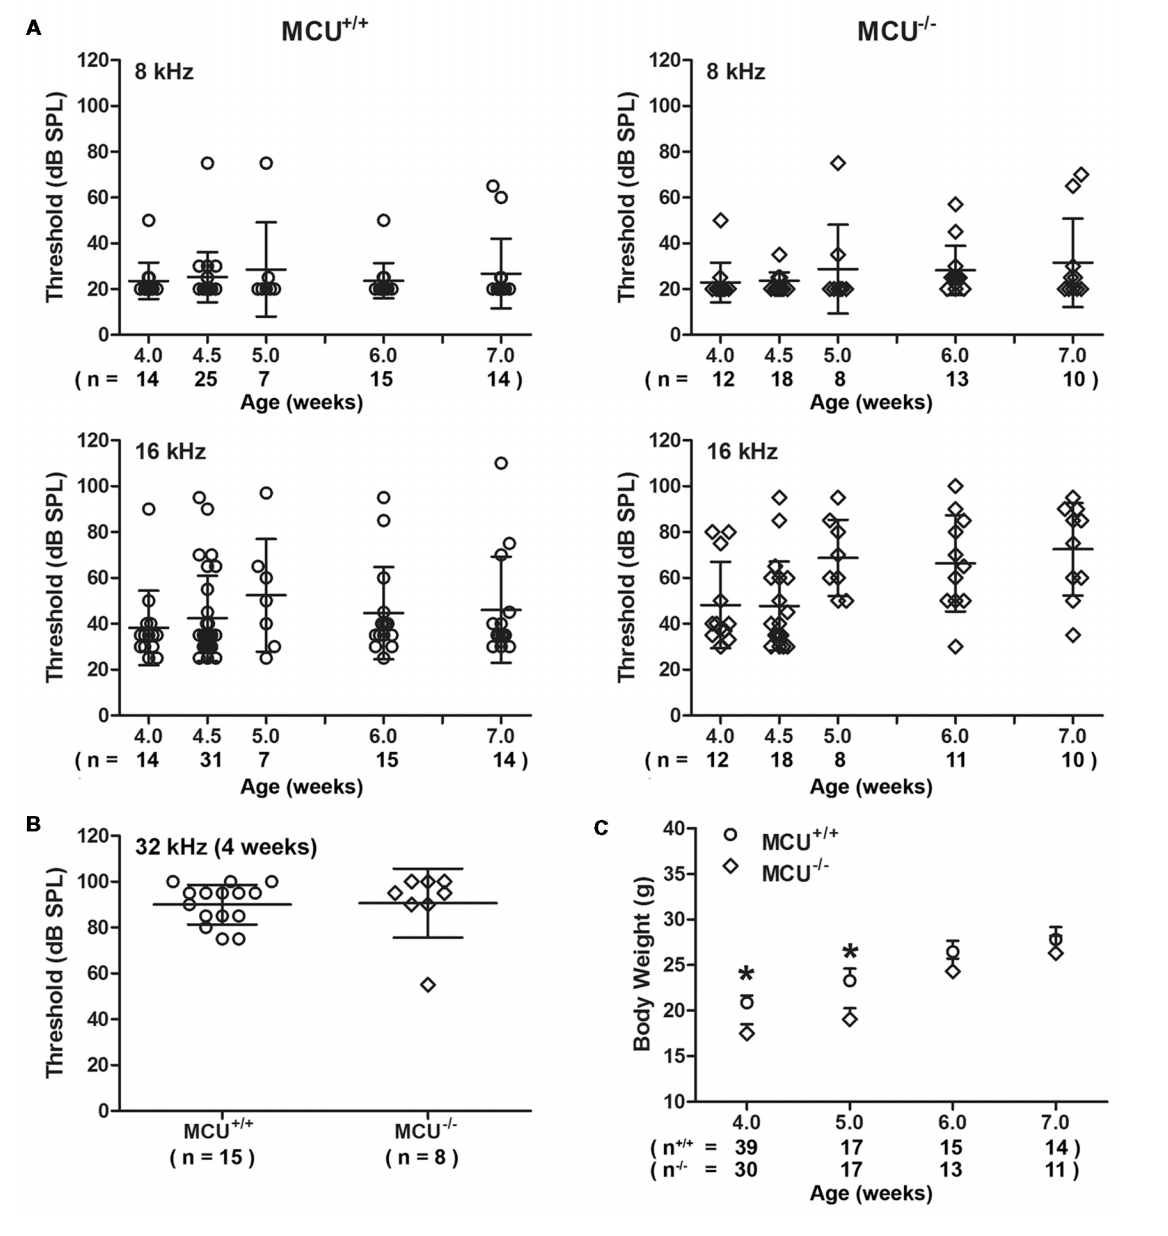 A
MCU+/+
MCU-/-
120
100
80
60
40
20
0
8 kHz
Threshold (dB SPL)
4.0 4.5 5.0 6.0 7.0
( n = 14 25 7 15 14 )
Age (weeks)
120
100
80
60
40
20
0
8 kHz
Threshold (dB SPL)
4.0 4.5 5.0 6.0 7.0
( n = 12 18 8 13 10 )
Age (weeks)
120
100
80
60
40
20
0
16 kHz
Threshold (dB SPL)
4.0 4.5 5.0 6.0 7.0
( n = 14 31 7 15 14 )
Age (weeks)
120
100
80
60
40
20
0
16 kHz
Threshold (dB SPL)
4.0 4.5 5.0 6.0 7.0
( n = 12 18 8 11 10 )
Age (weeks)
B
120
100
80
60
40
20
0
32 kHz (4 weeks)
Threshold (dB SPL)
MCU+/+ MCU-/-
( n = 15 ) ( n = 8 )
C
40
35
30
25
20
15
10
MCU+/+
MCU-/-
Body Weight (g)
* *
4.0 5.0 6.0 7.0
( n+/+ = 39 17 15 14 )
( n-/- = 30 17 13 11 )
Age (weeks)